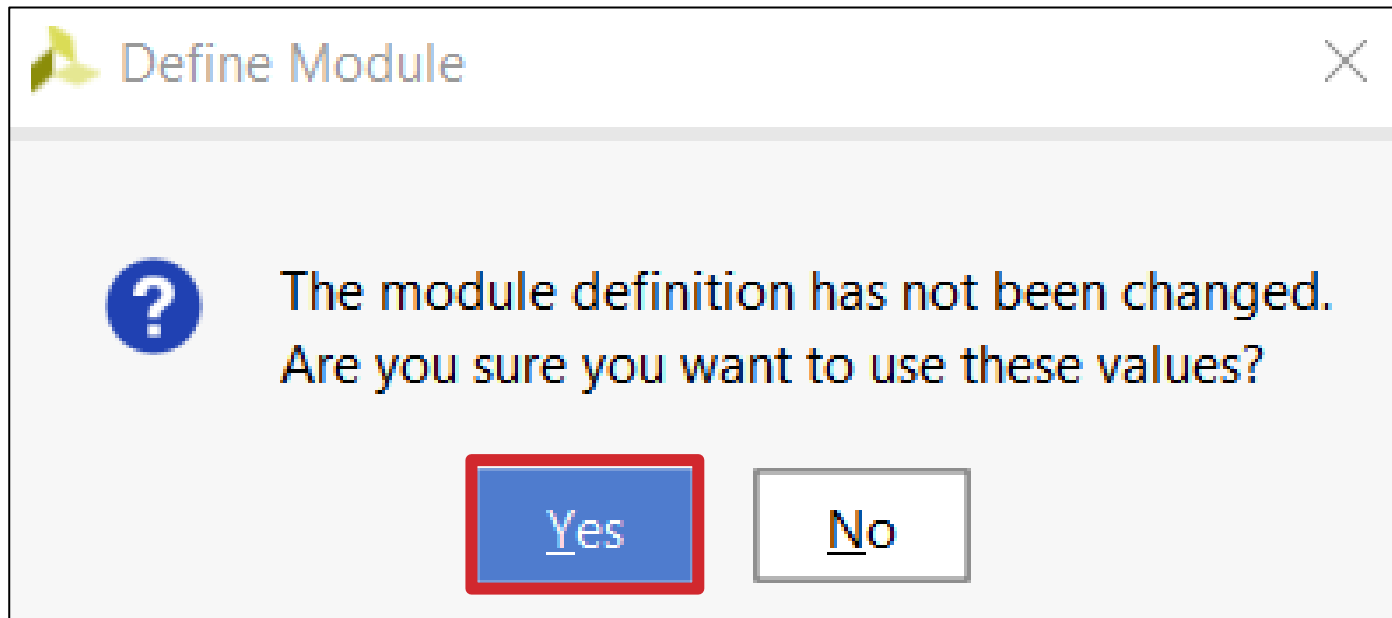 Define Module
The module definition has not been changed.
Are you sure you want to use these values?
Yes No